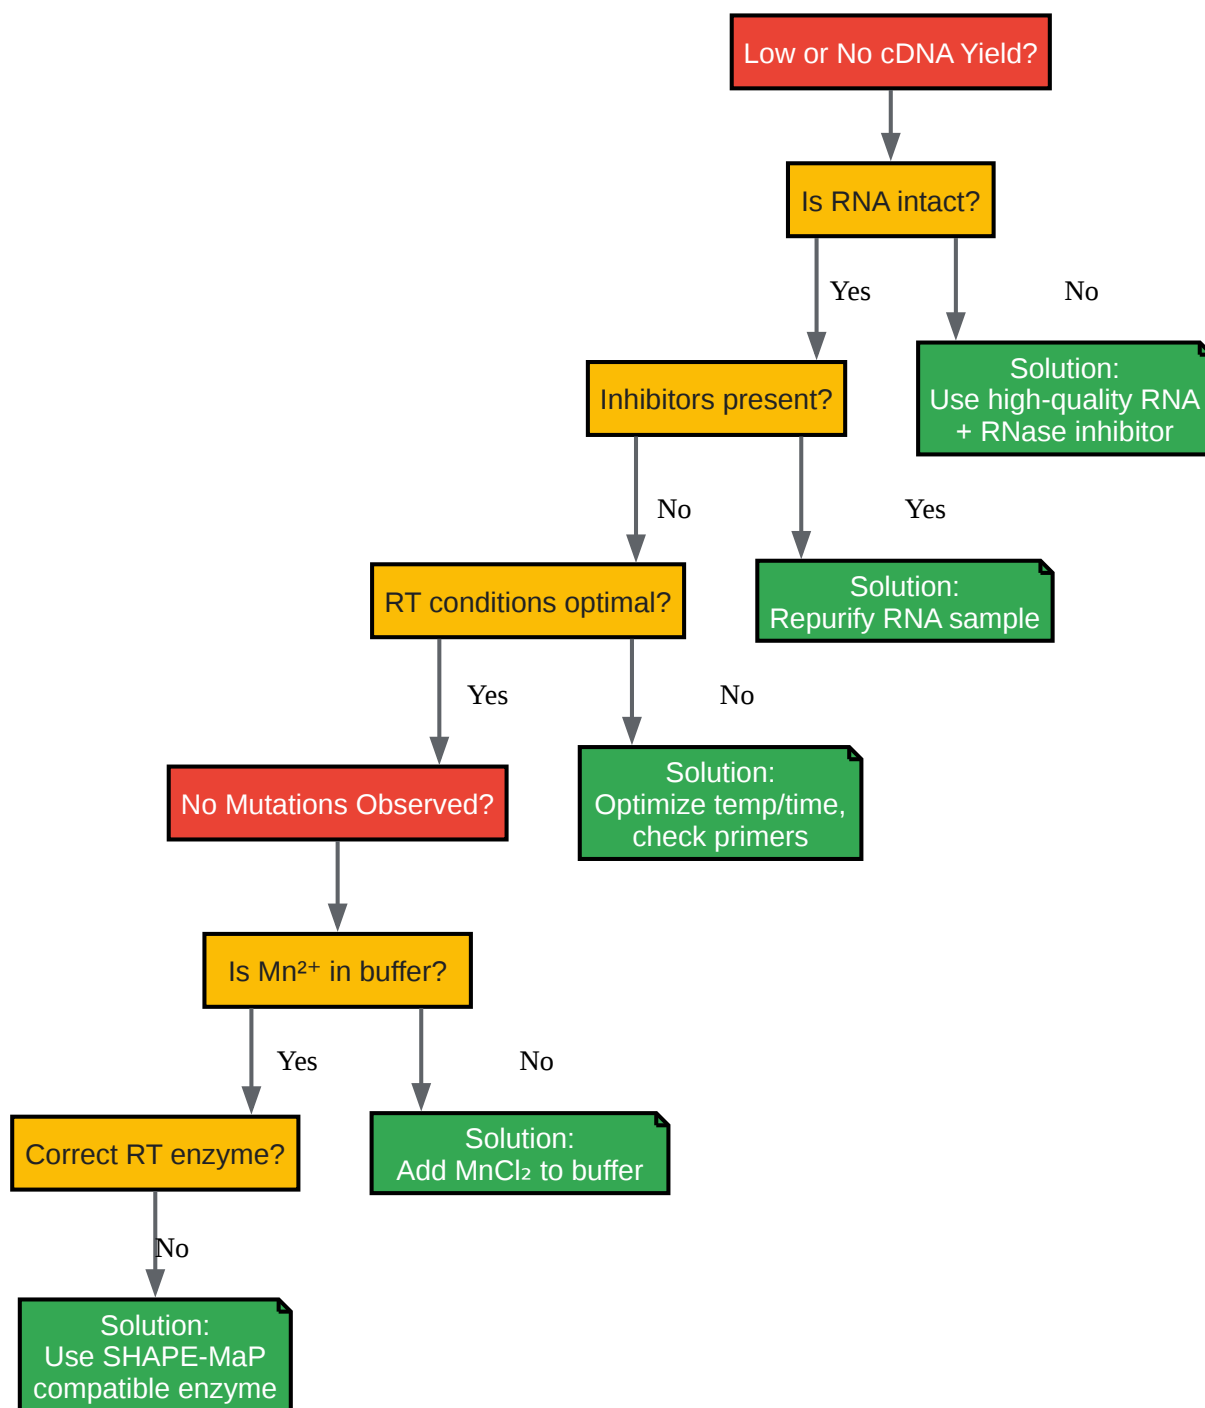 Low or No cDNA Yield?
Is RNA intact?
Yes
No
Solution:
Use high-quality RNA
+ RNase inhibitor
Inhibitors present?
No
Yes
Solution:
Repurify RNA sample
RT conditions optimal?
Yes
No
Solution:
Optimize temp/time,
check primers
No Mutations Observed?
Is Mn²⁺ in buffer?
Yes
No
Solution:
Add MnCl₂ to buffer
Correct RT enzyme?
No
Solution:
Use SHAPE-MaP
compatible enzyme